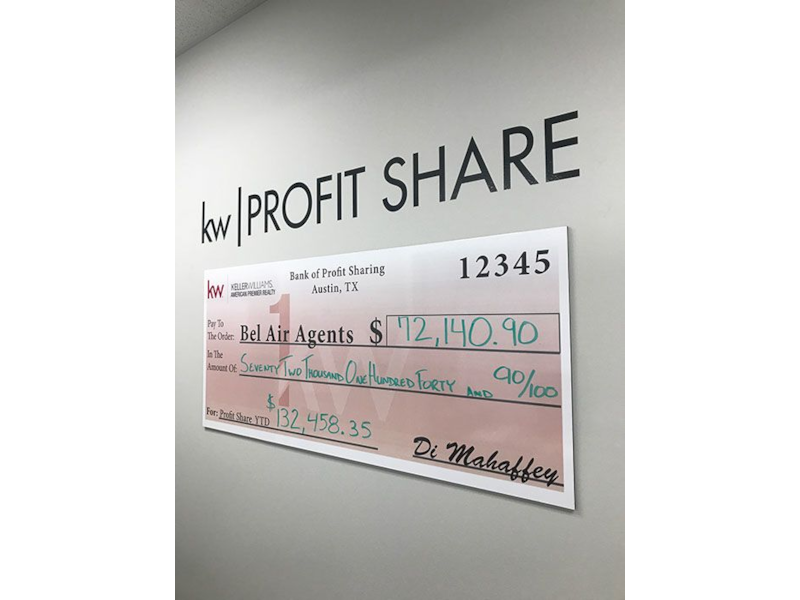 kw | PROFIT SHARE
kw KELLERWILLIAMS.
AMERICAN PREMIER REALTY
Bank of Profit Sharing
Austin, TX
12345
Pay To
The Order: Bel Air Agents $ 72,140.90
In The
Amount Of: SEVENTY TWO THOUSAND ONE HUNDRED FORTY AND 90/100
1
kw
For: Profit Share YTD $132,458.35
Di Mahaffey